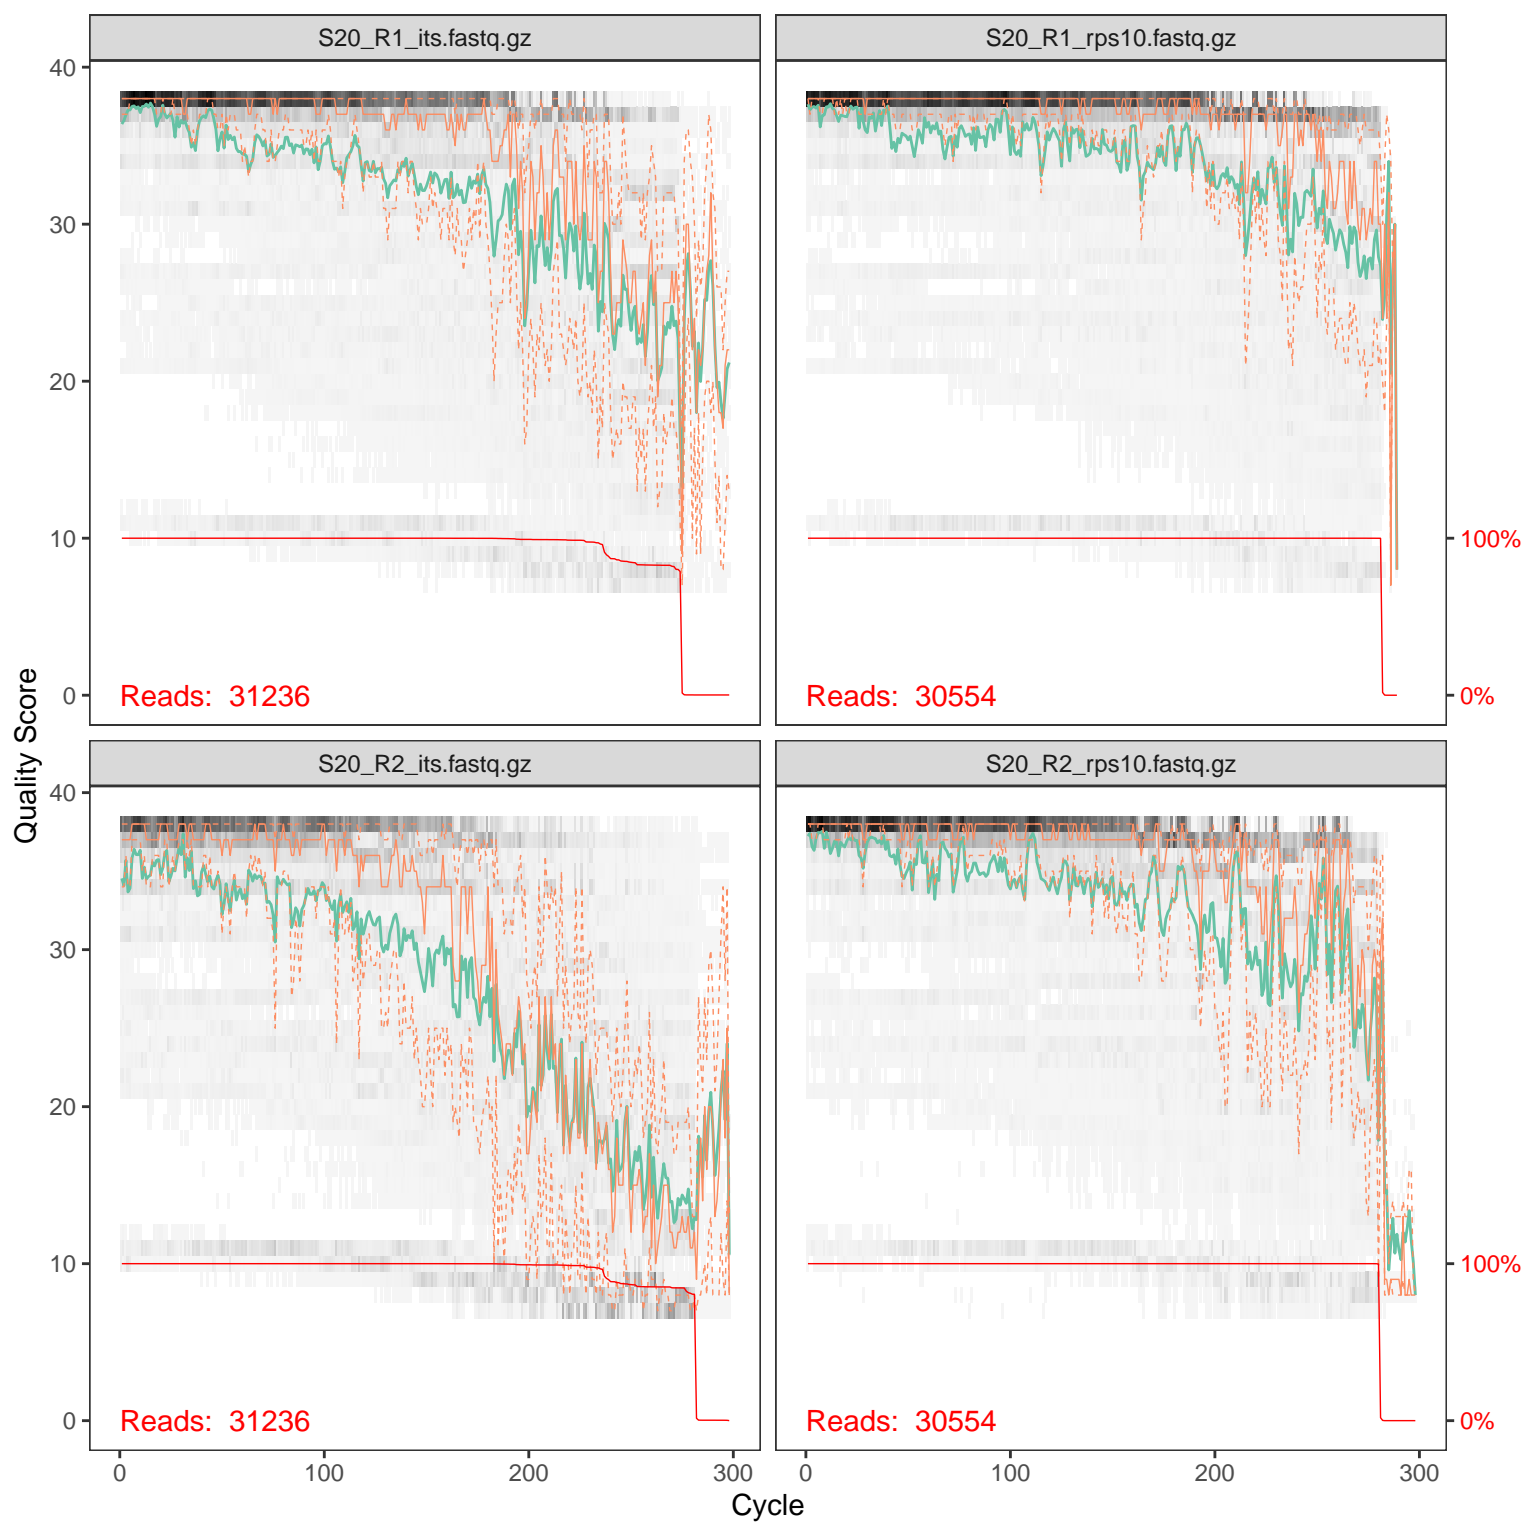 S20_R1_its.fastq.gz
S20_R1_rps10.fastq.gz
40
30
20
10
0
100%
0%
Reads: 31236
Reads: 30554
Quality Score
S20_R2_its.fastq.gz
S20_R2_rps10.fastq.gz
40
30
20
10
0
100%
0%
Reads: 31236
Reads: 30554
0
100
200
300
0
100
200
300
Cycle